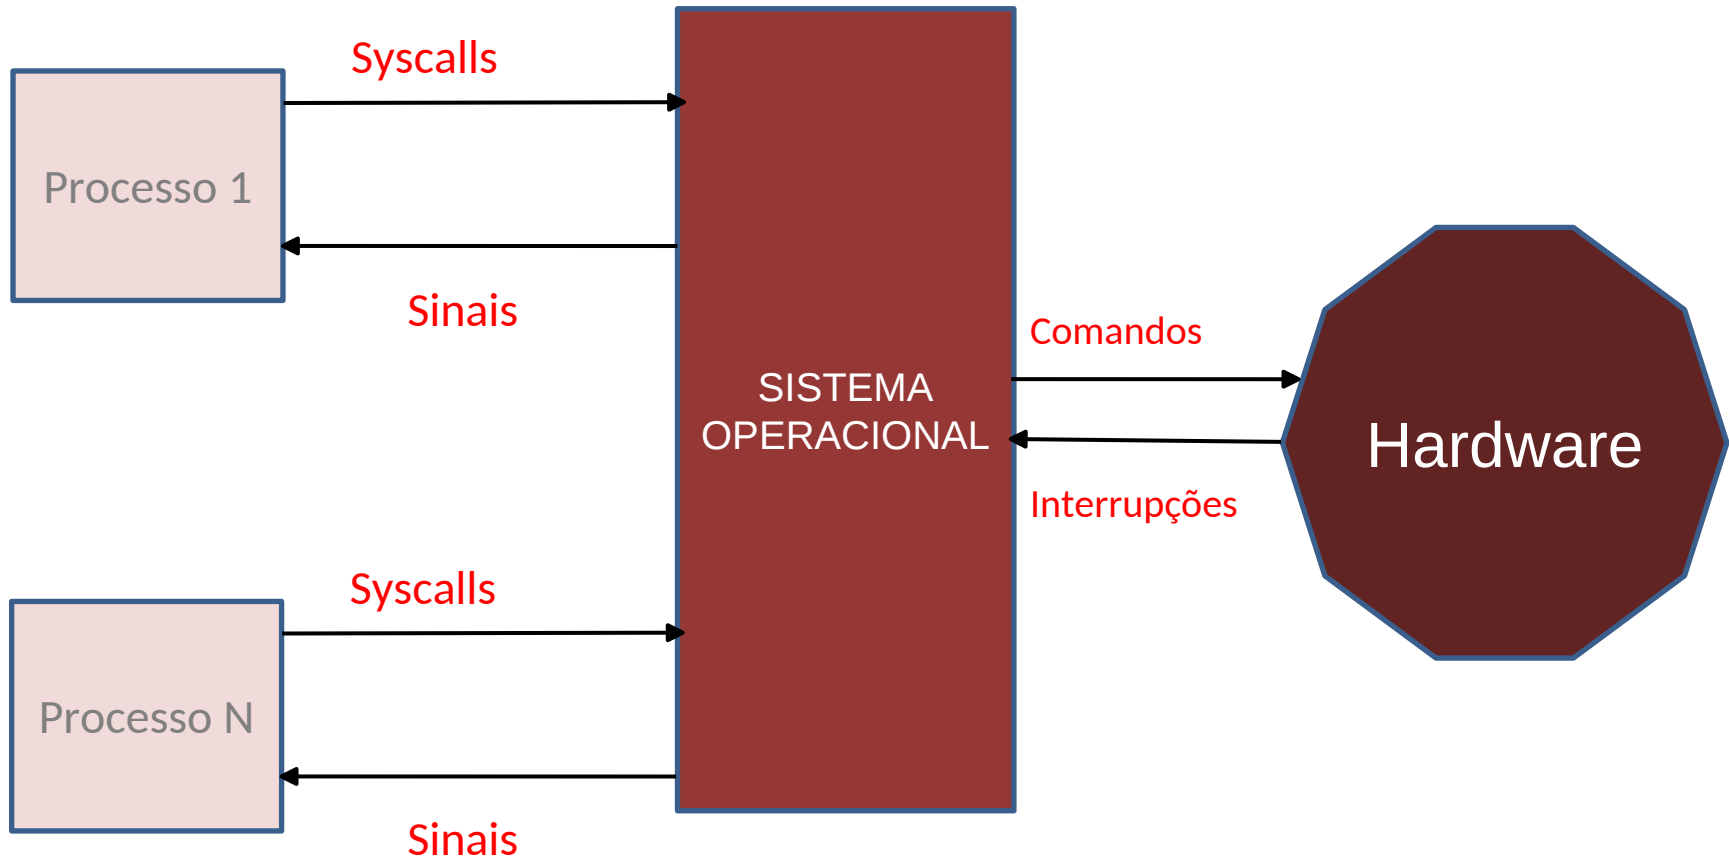 Syscalls
Processo 1
Sinais
SISTEMA
OPERACIONAL
Comandos
Hardware
Interrupções
Syscalls
Processo N
Sinais